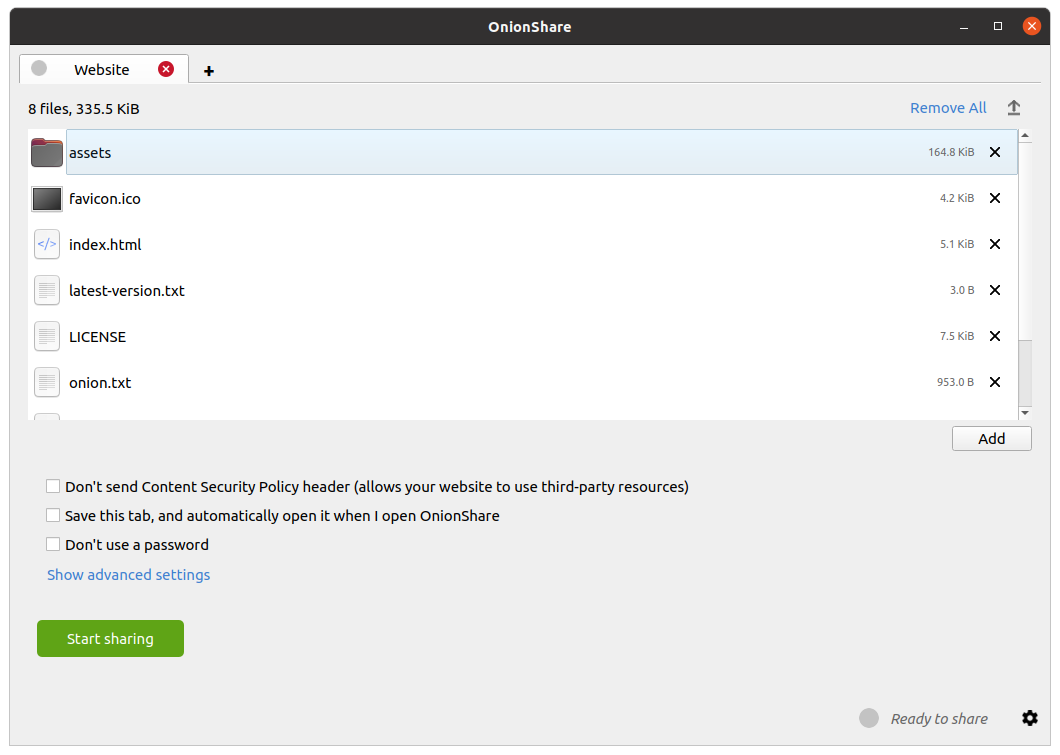 OnionShare
Website
8 files, 335.5 KiB
Remove All
assets 164.8 KiB
favicon.ico 4.2 KiB
index.html 5.1 KiB
latest-version.txt 3.0 B
LICENSE 7.5 KiB
onion.txt 953.0 B
Add
Don't send Content Security Policy header (allows your website to use third-party resources)
Save this tab, and automatically open it when I open OnionShare
Don't use a password
Show advanced settings
Start sharing
Ready to share